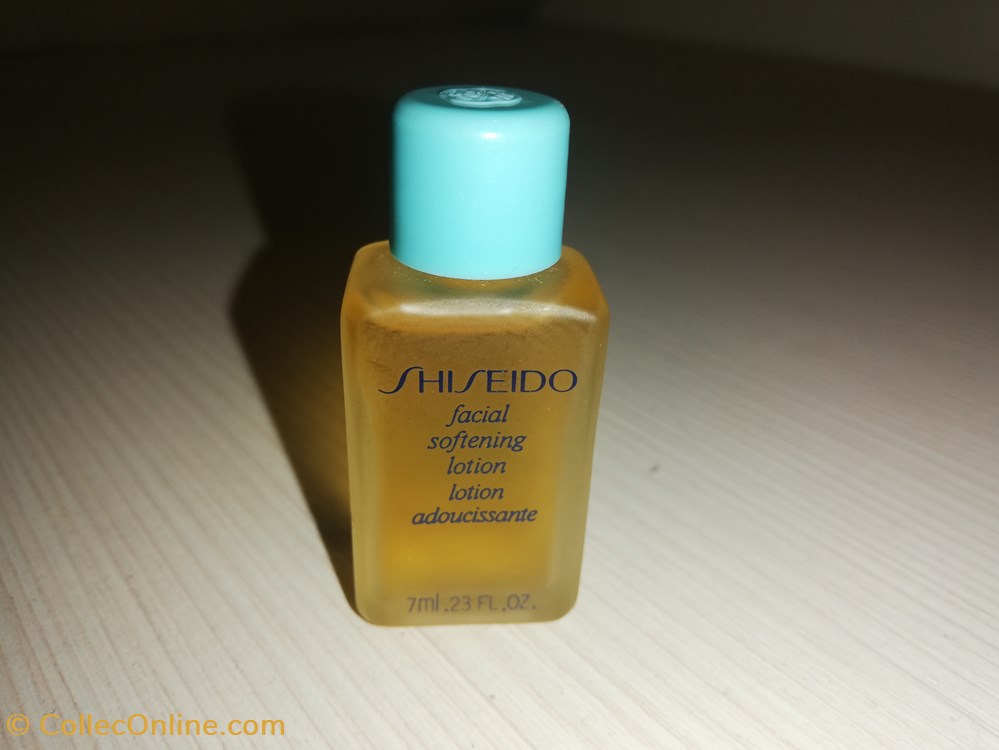 SHISEIDO
facial
softening
lotion
lotion
adoucissante
7ml .23 FL.OZ.
© CollecOnline.com